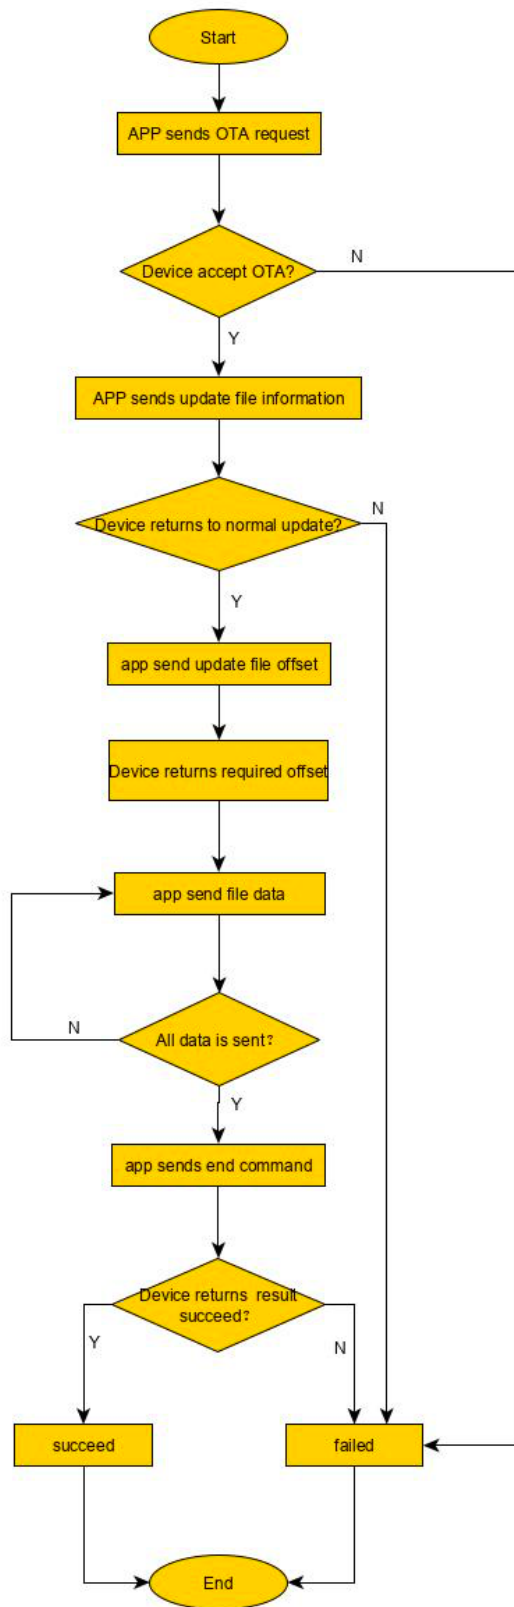 Start
APP sends OTA request
Device accept OTA?
N
Y
APP sends update file information
Device returns to normal update?
N
Y
app send update file offset
Device returns required offset
app send file data
All data is sent?
N
Y
app sends end command
Device returns  result
succeed?
Y
N
succeed
failed
End